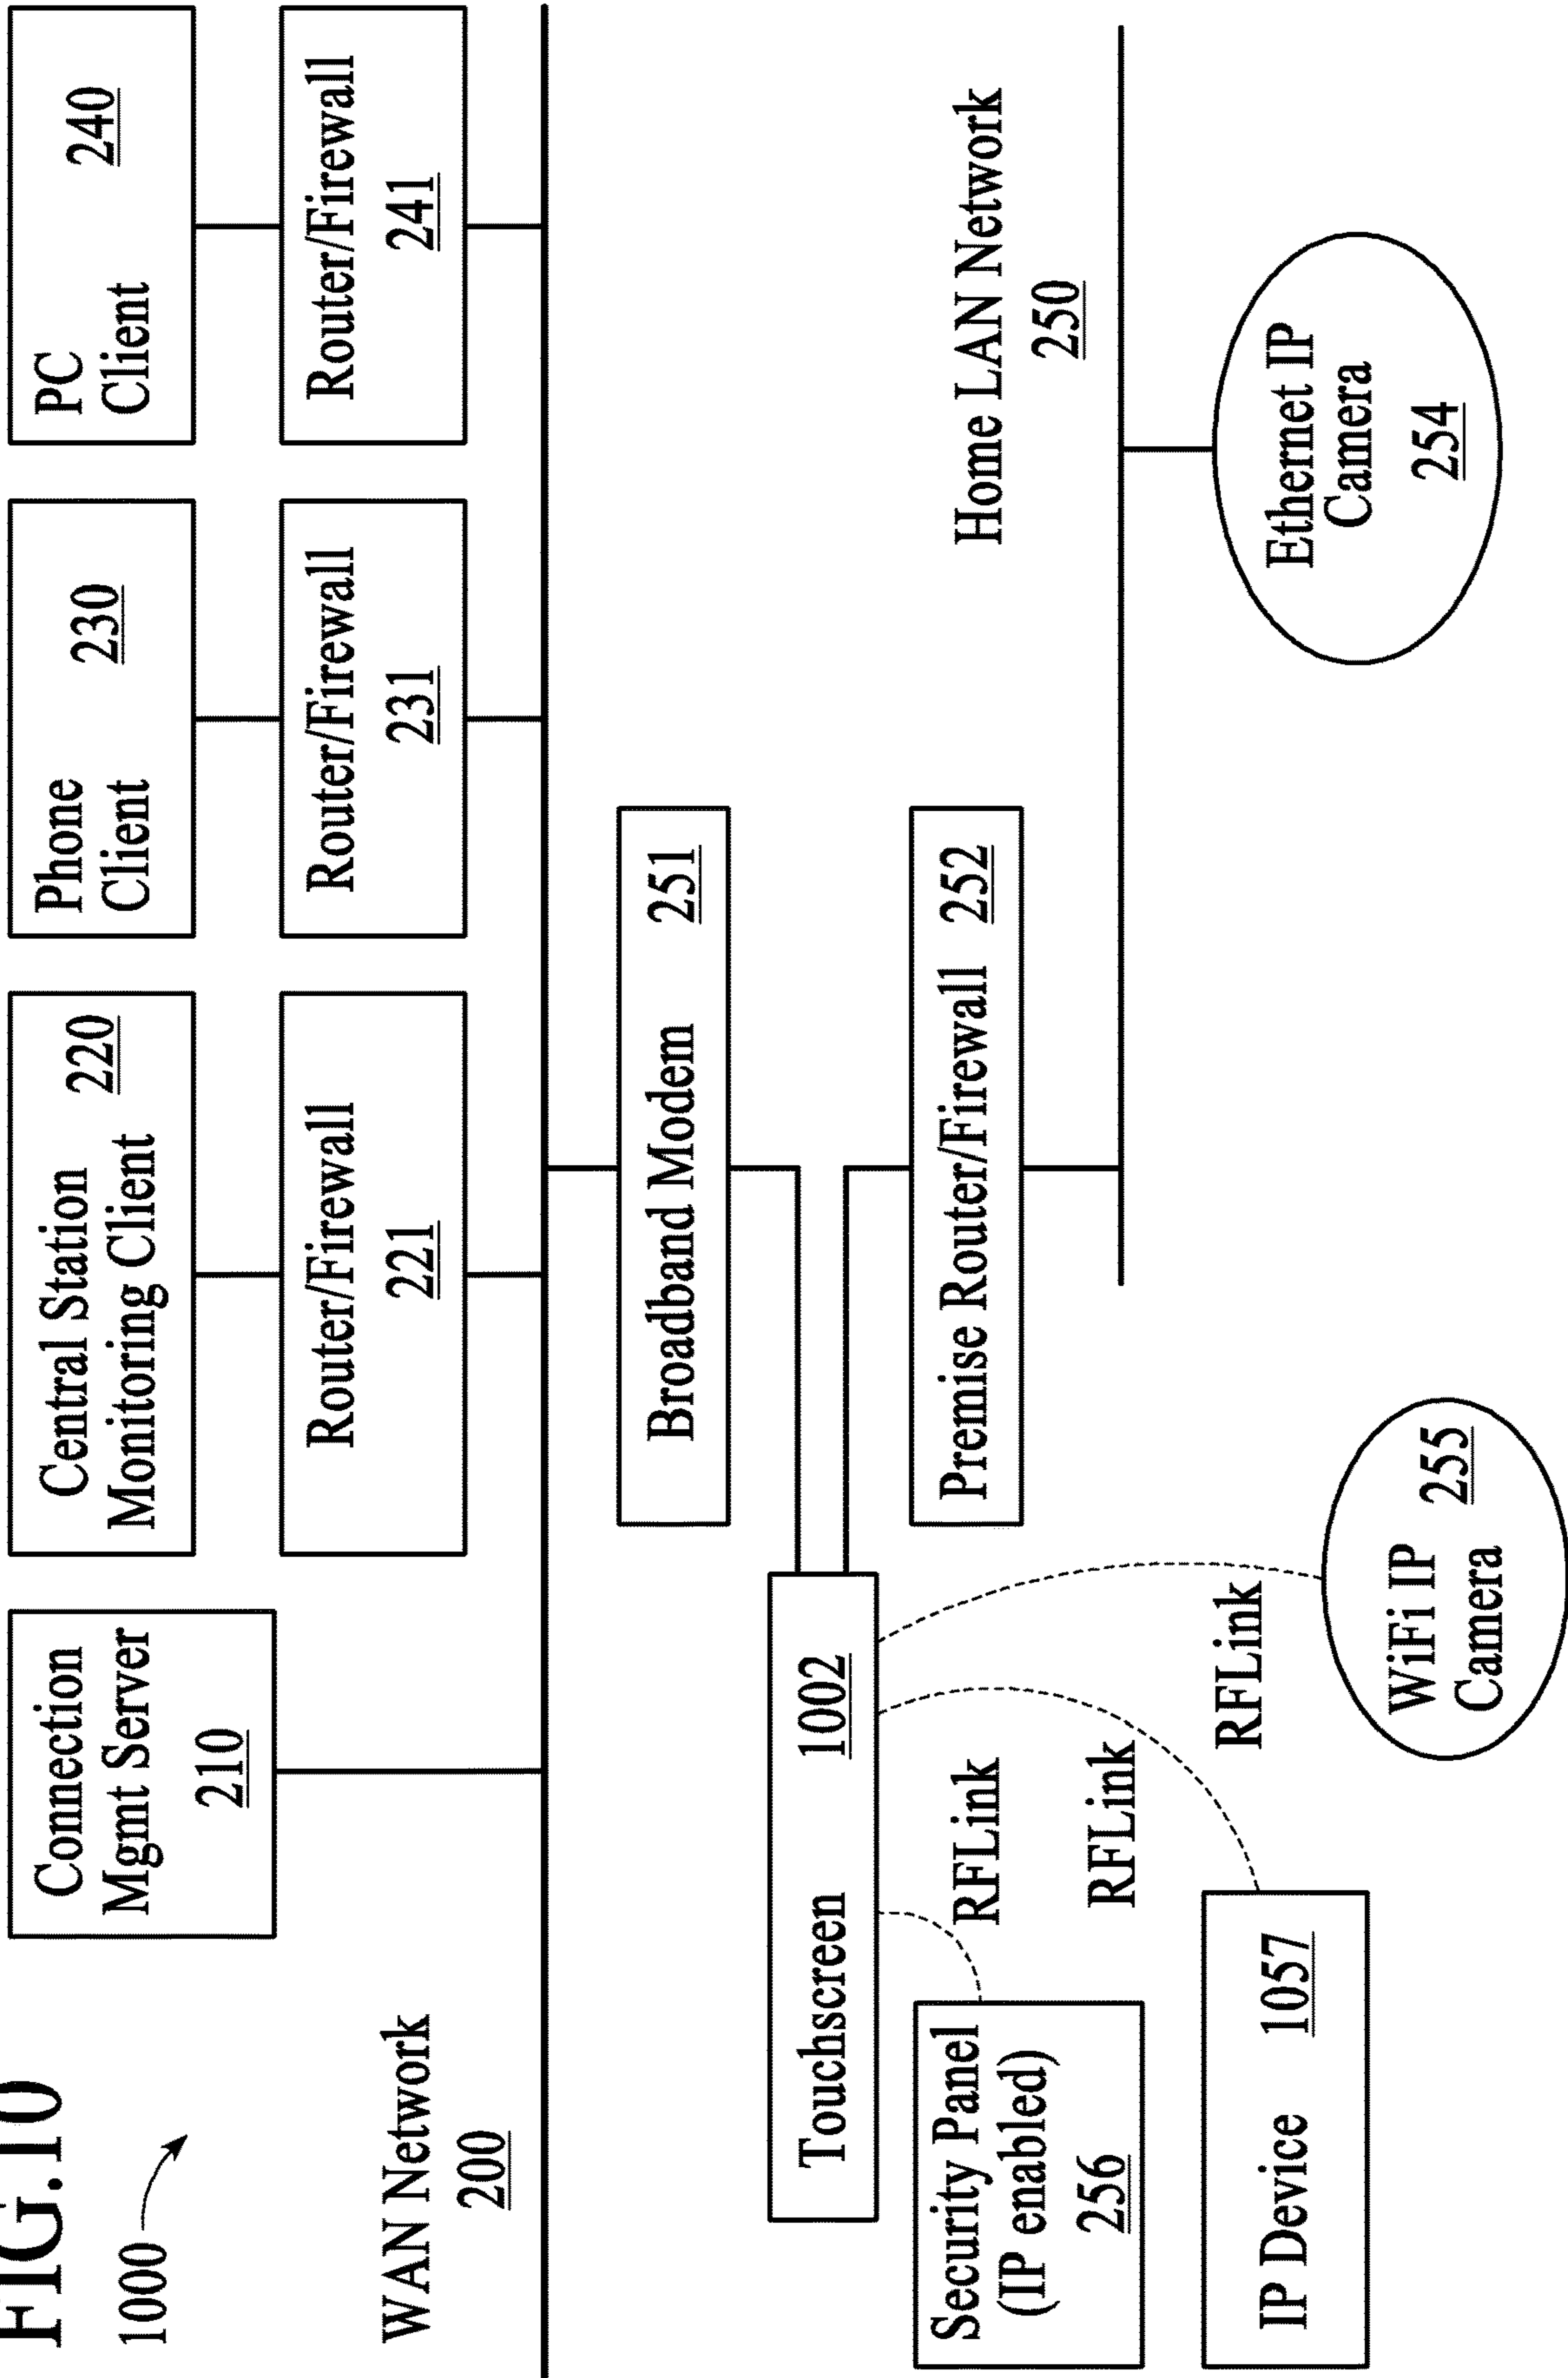 FIG.10
1000
WAN Network
200
Connection
Mgmt Server
210
Central Station
Monitoring Client
220
Router/Firewall
221
Phone
Client
230
Router/Firewall
231
PC
Client
240
Router/Firewall
241
Broadband Modem 251
Touchscreen 1002
Premise Router/Firewall 252
Home LAN Network
250
Security Panel
(IP enabled)
256
RFLink
RFLink
RFLink
IP Device 1057
WiFi IP
Camera
255
Ethernet IP
Camera
254